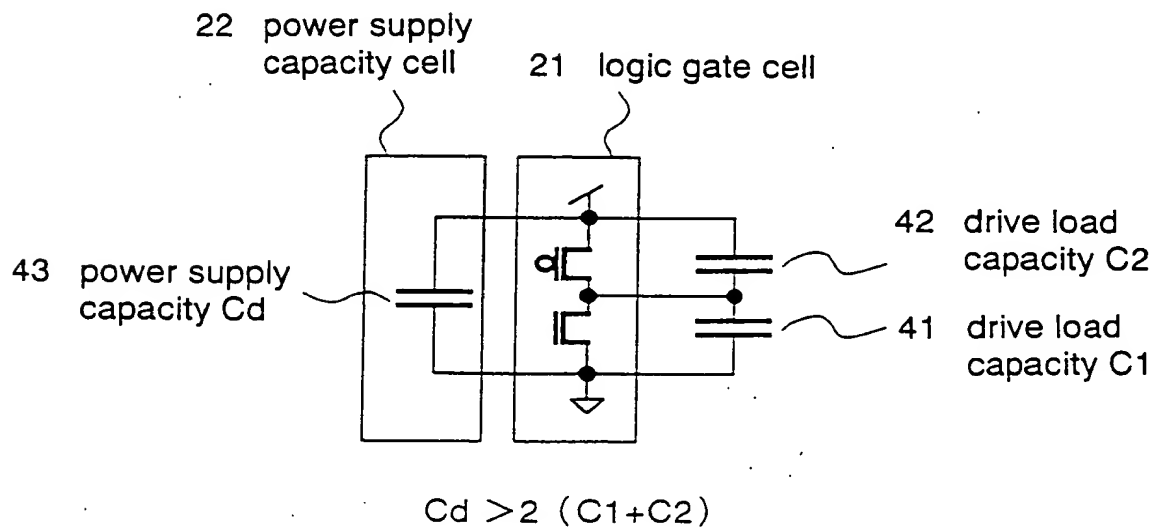 22 power supply
capacity cell
21 logic gate cell
42 drive load
capacity C2
43 power supply
capacity Cd
41 drive load
capacity C1
Cd >2 (C1+C2)